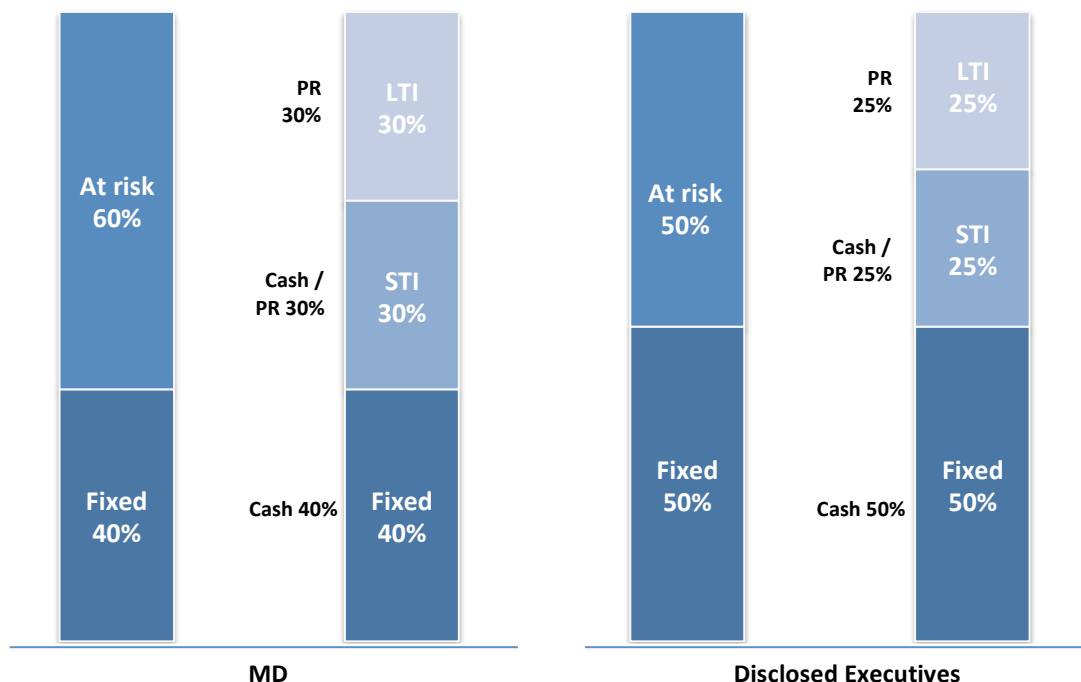 At risk
60%
Fixed
40%
PR
30%
LTI
30%
Cash /
PR 30%
STI
30%
Cash 40%
Fixed
40%
MD
At risk
50%
Fixed
50%
PR
25%
LTI
25%
Cash /
PR 25%
STI
25%
Cash 50%
Fixed
50%
Disclosed Executives